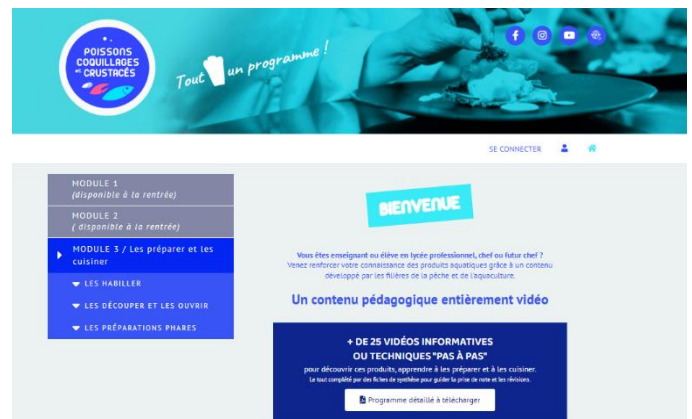 POISSONS
COQUILLAGES
ET CRUSTACÉS
Tout un programme !
SE CONNECTER
MODULE 1
(disponible à la rentrée)
MODULE 2
( disponible à la rentrée)
MODULE 3 / Les préparer et les
cuisiner
LES HABILLER
LES DÉCOUPER ET LES OUVRIR
LES PRÉPARATIONS PHARES
BIENVENUE
Vous êtes enseignant ou élève en lycée professionnel, chef ou futur chef ?
Venez renforcer votre connaissance des produits aquatiques grâce à un contenu
développé par les filières de la pêche et de l'aquaculture.
Un contenu pédagogique entièrement vidéo
+ DE 25 VIDÉOS INFORMATIVES
OU TECHNIQUES "PAS À PAS"
pour découvrir ces produits, apprendre à les préparer et à les cuisiner.
Le tout complété par des fiches de synthèse pour guider la prise de note et les révisions.
Programme détaillé à télécharger